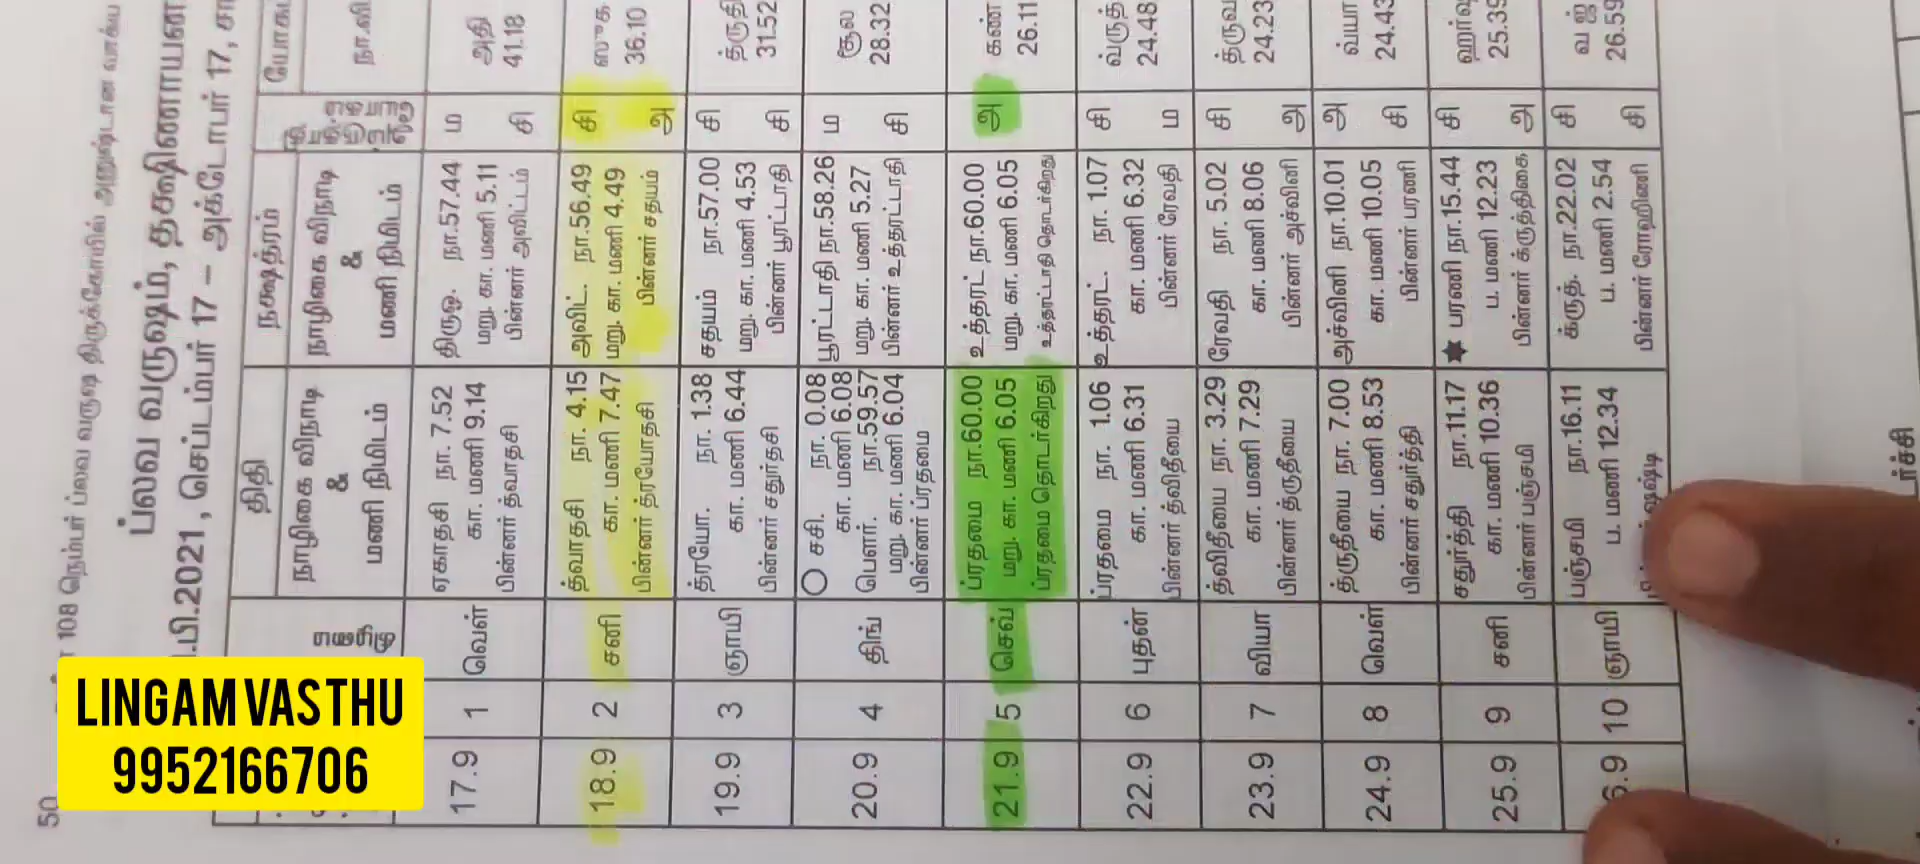 50
108 நெம்பர் ப்லவ வருஷ திருக்கோயில் அனுஷ்டான வாக்ய
ப்லவ வருஷம், தக்ஷிணாயன
.பி.2021, செப்டம்பர் 17 – அக்டோபர் 17,
கிழமை
திதி
நாழிகை விநாடி
&
மணி நிமிடம்
நக்ஷத்ரம்
நாழிகை விநாடி
&
மணி நிமிடம்
நா.வி
17.9
1
வெள்
ஏகாதசி நா. 7.52
கா. மணி 9.14
பின்னர் த்வாதசி
திருஒ. நா.57.44
மறு. கா. மணி 5.11
பின்னர் அவிட்டம்
ம
சி
அதி
41.18
18.9
2
சனி
த்வாதசி நா. 4.15
கா. மணி 7.47
பின்னர் த்ரயோதசி
அவிட். நா.56.49
மறு. கா. மணி 4.49
பின்னர் சதயம்
சி
அ
ஸுக
36.10
19.9
3
ஞாயி
த்ரயோ. நா. 1.38
கா. மணி 6.44
பின்னர் சதுர்தசி
சதயம் நா.57.00
மறு. கா. மணி 4.53
பின்னர் பூரட்டாதி
சி
சி
த்ருதி
31.52
20.9
4
திங்
சசி. நா. 0.08
கா. மணி 6.08
பௌர். நா.59.57
மறு. கா. மணி 6.04
பின்னர் ப்ரதமை
பூரட்டாதி நா.58.26
மறு. கா. மணி 5.27
பின்னர் உத்தரட்டாதி
ம
சி
சூல
28.32
21.9
5
செவ்
ப்ரதமை நா.60.00
மறு. கா. மணி 6.05
ப்ரதமை தொடர்கிறது
உத்தரட் நா.60.00
மறு. கா. மணி 6.05
உத்தரட்டாதி தொடர்கிறது
அ
கண்
26.11
22.9
6
புதன்
ப்ரதமை நா. 1.06
கா. மணி 6.31
பின்னர் த்விதீயை
உத்தரட். நா. 1.07
கா. மணி 6.32
பின்னர் ரேவதி
சி
ம
வ்ருத்
24.48
23.9
7
வியா
த்விதீயை நா. 3.29
கா. மணி 7.29
பின்னர் த்ருதீயை
ரேவதி நா. 5.02
கா. மணி 8.06
பின்னர் அச்வினி
சி
அ
த்ருவ
24.23
24.9
8
வெள்
த்ருதீயை நா. 7.00
கா. மணி 8.53
பின்னர் சதுர்த்தி
அச்வினி நா.10.01
கா. மணி 10.05
பின்னர் பரணி
அ
சி
வ்யா
24.43
25.9
9
சனி
சதுர்த்தி நா.11.17
கா. மணி 10.36
பின்னர் பஞ்சமி
★ பரணி நா.15.44
ப. மணி 12.23
பின்னர் க்ருத்திகை
சி
அ
ஹர்ஷ
25.39
6.9
10
ஞாயி
பஞ்சமி நா.16.11
ப. மணி 12.34
க்ருத். நா.22.02
ப. மணி 2.54
பின்னர் ரோஹிணி
சி
சி
வஜ்
26.59
LINGAM VASTHU
9952166706